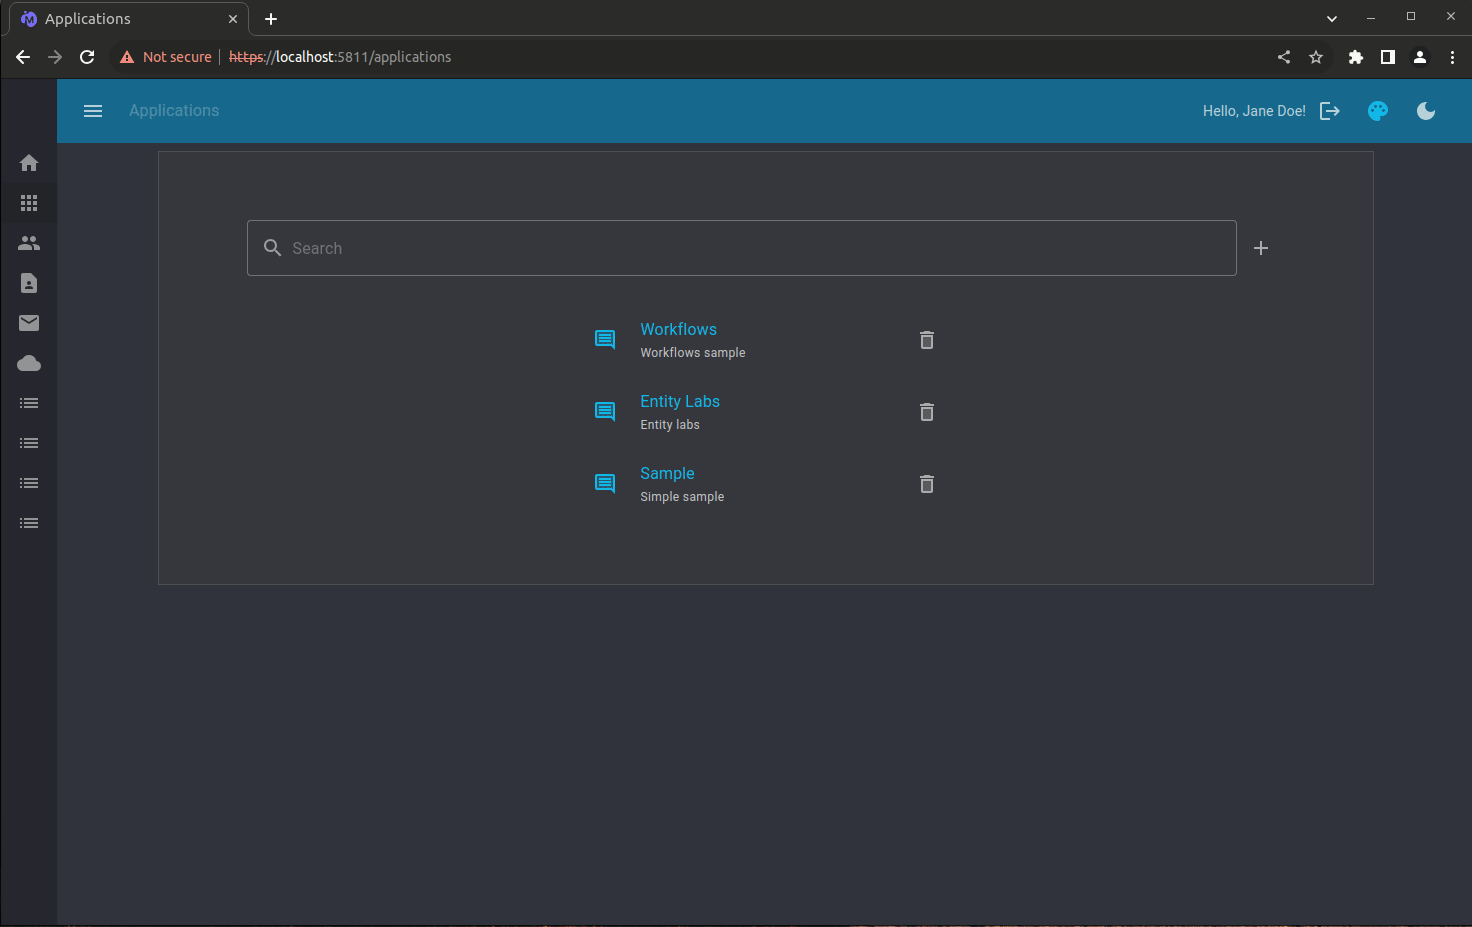 Applications
Not secure
https://localhost:5811/applications
Applications
Hello, Jane Doe!
Search
Workflows
Workflows sample
Entity Labs
Entity labs
Sample
Simple sample